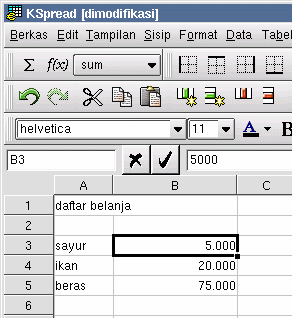 KSpread [dimodifikasi]
Berkas Edit Tampilan Sisip Format Data Tabel
Σ f(x) sum
helvetica 11 A B
B3 5000
A B C
1 daftar belanja
2
3 sayur 5.000
4 ikan 20.000
5 beras 75.000
6